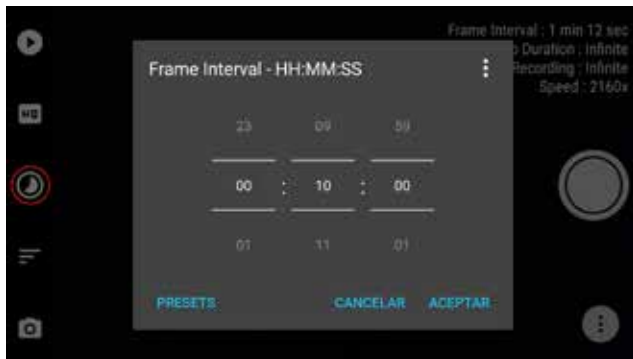 Frame Interval : 1 min 12 sec
Duration : Infinite
Recording : Infinite
Speed : 2160x
HQ
Frame Interval - HH:MM:SS
23 09 59
00 : 10 : 00
01 11 01
PRESETS CANCELAR ACEPTAR